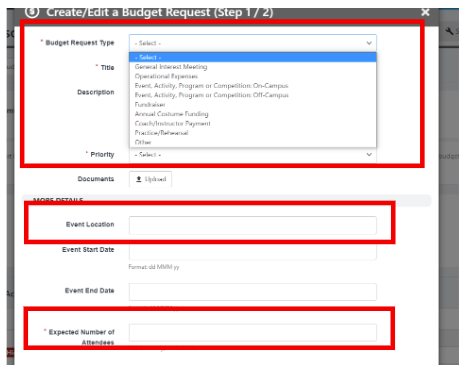 Create/Edit a Budget Request (Step 1 / 2) ×
* Budget Request Type - Select -
- Select -
* Title General Interest Meeting
Operational Expenses
Description Event, Activity, Program or Competition: On-Campus
Event, Activity, Program or Competition: Off-Campus
Fundraiser
Annual Costume Funding
Coach/Instructor Payment
Practice/Rehearsal
Other
* Priority - Select -
Documents Upload
MORE DETAILS
Event Location
Event Start Date
Format: dd MMM yy
Event End Date
* Expected Number of
Attendees